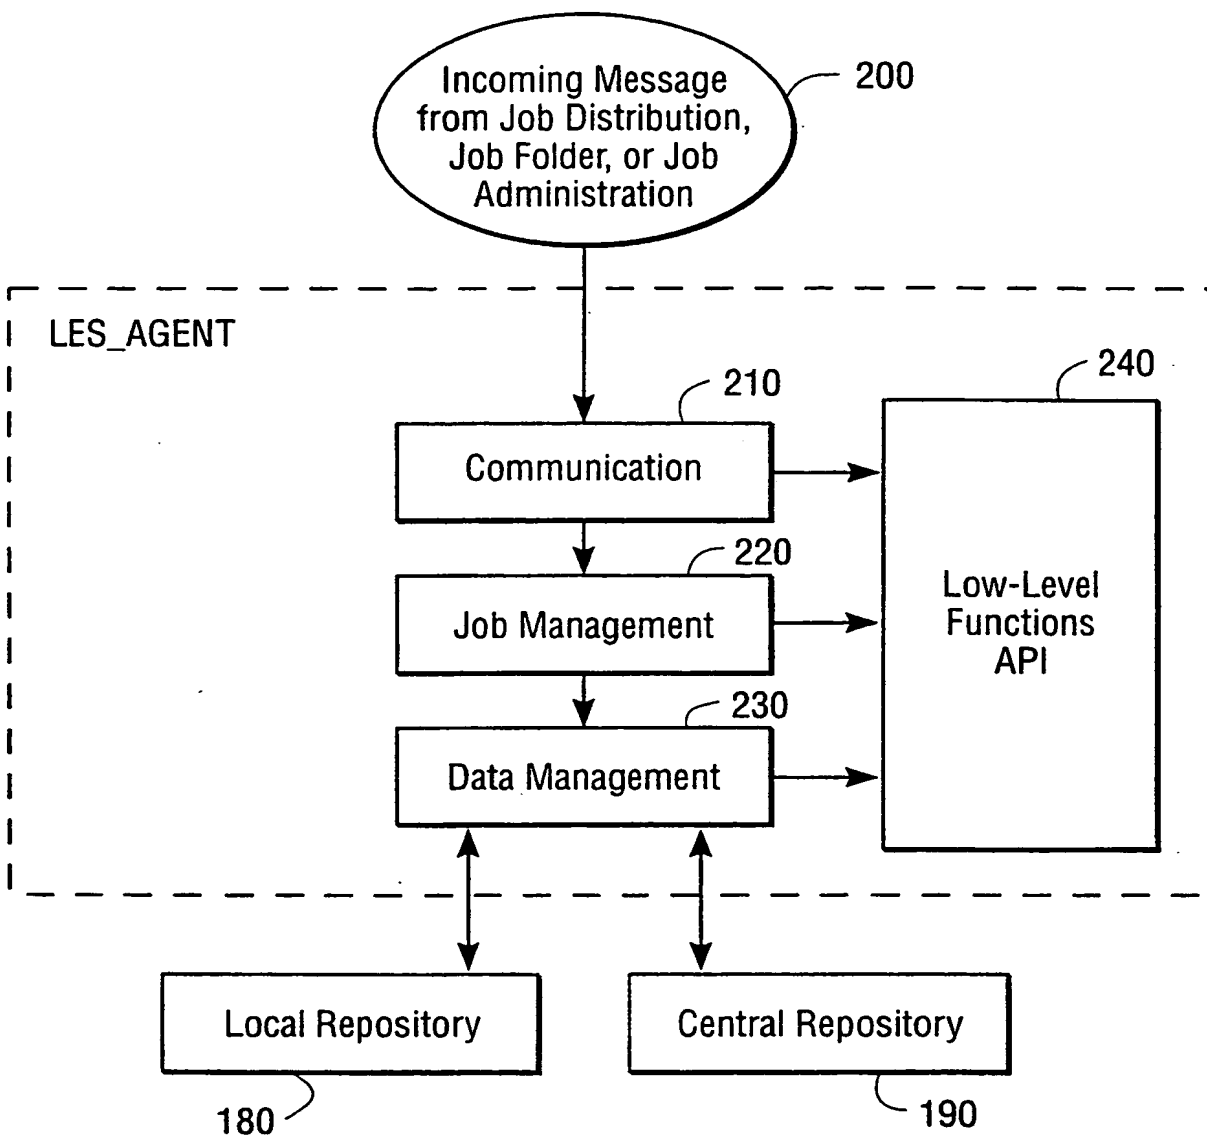 Incoming Message
from Job Distribution,
Job Folder, or Job
Administration
200
LES_AGENT
210
Communication
240
220
Job Management
Low-Level
Functions
API
230
Data Management
Local Repository
Central Repository
180
190